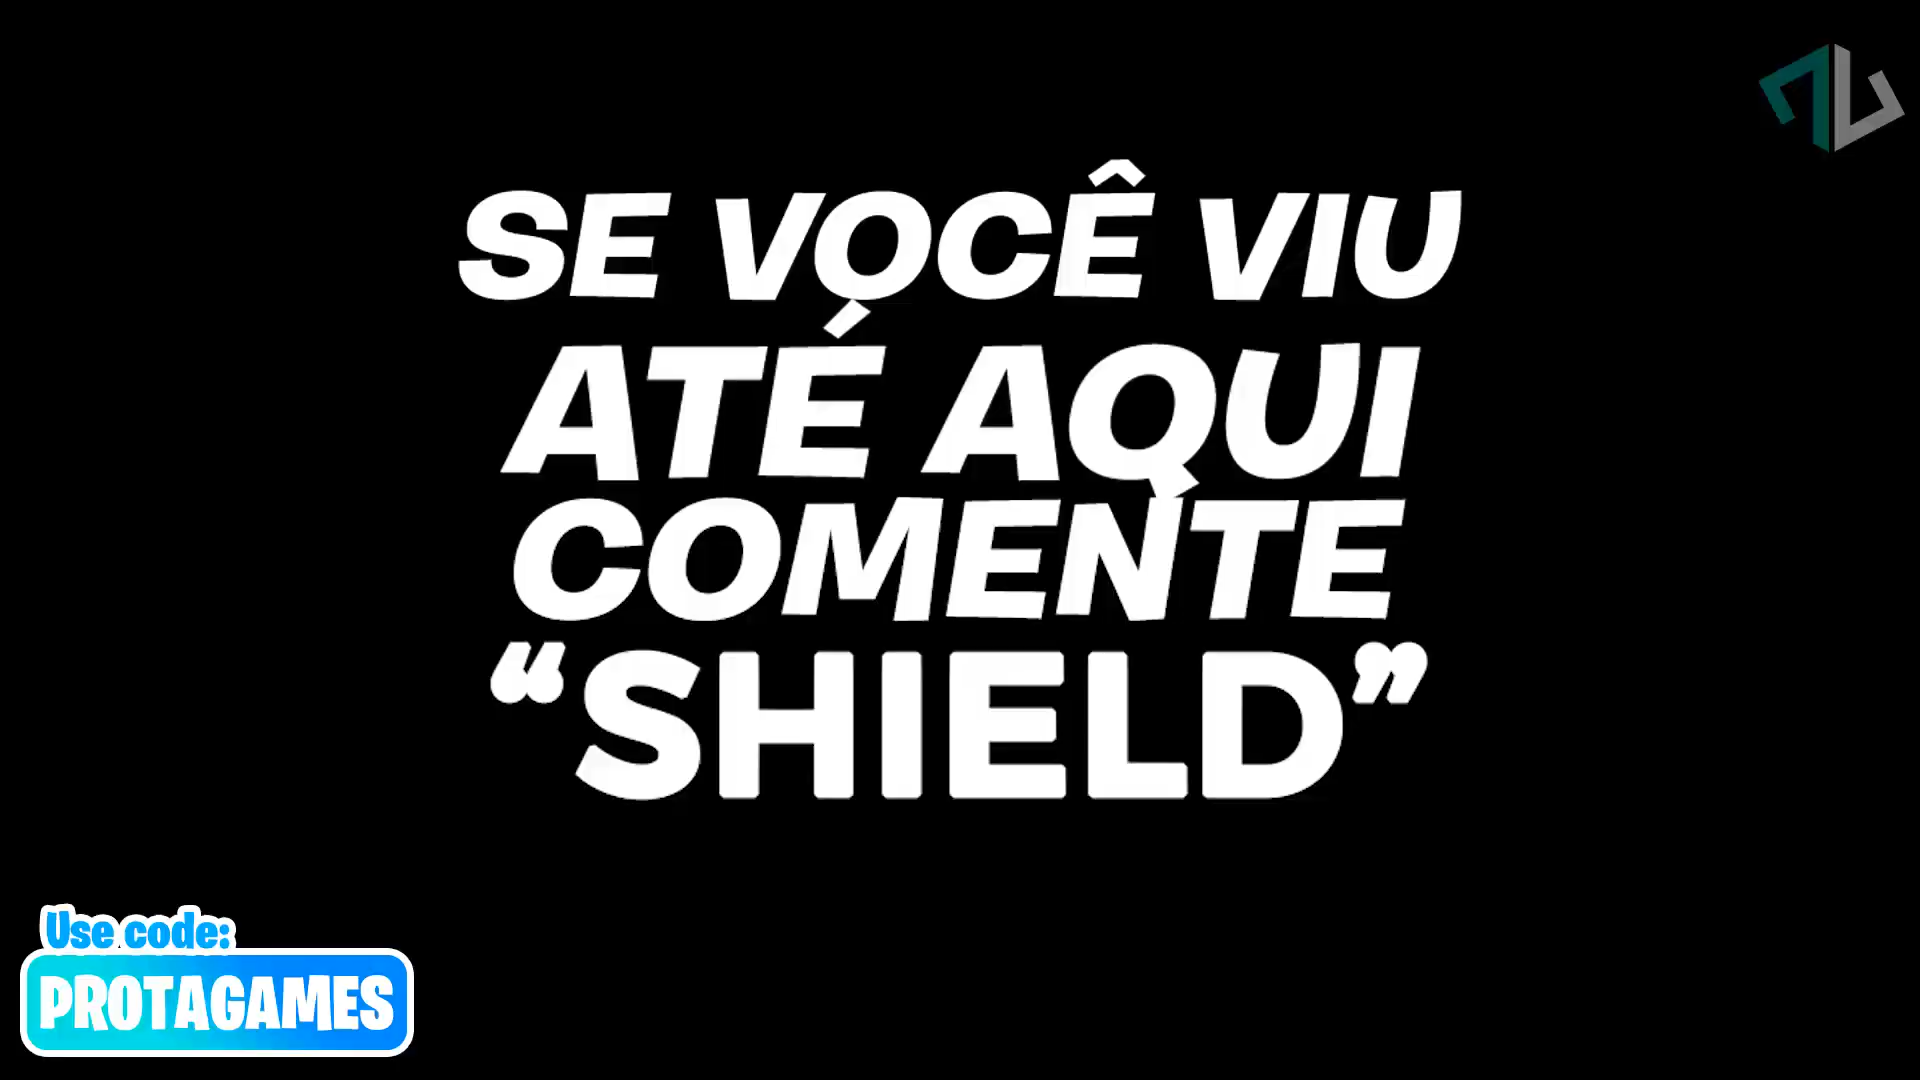 SE VOCÊ VIU
ATÉ AQUI
COMENTE
“SHIELD”
Use code:
PROTAGAMES